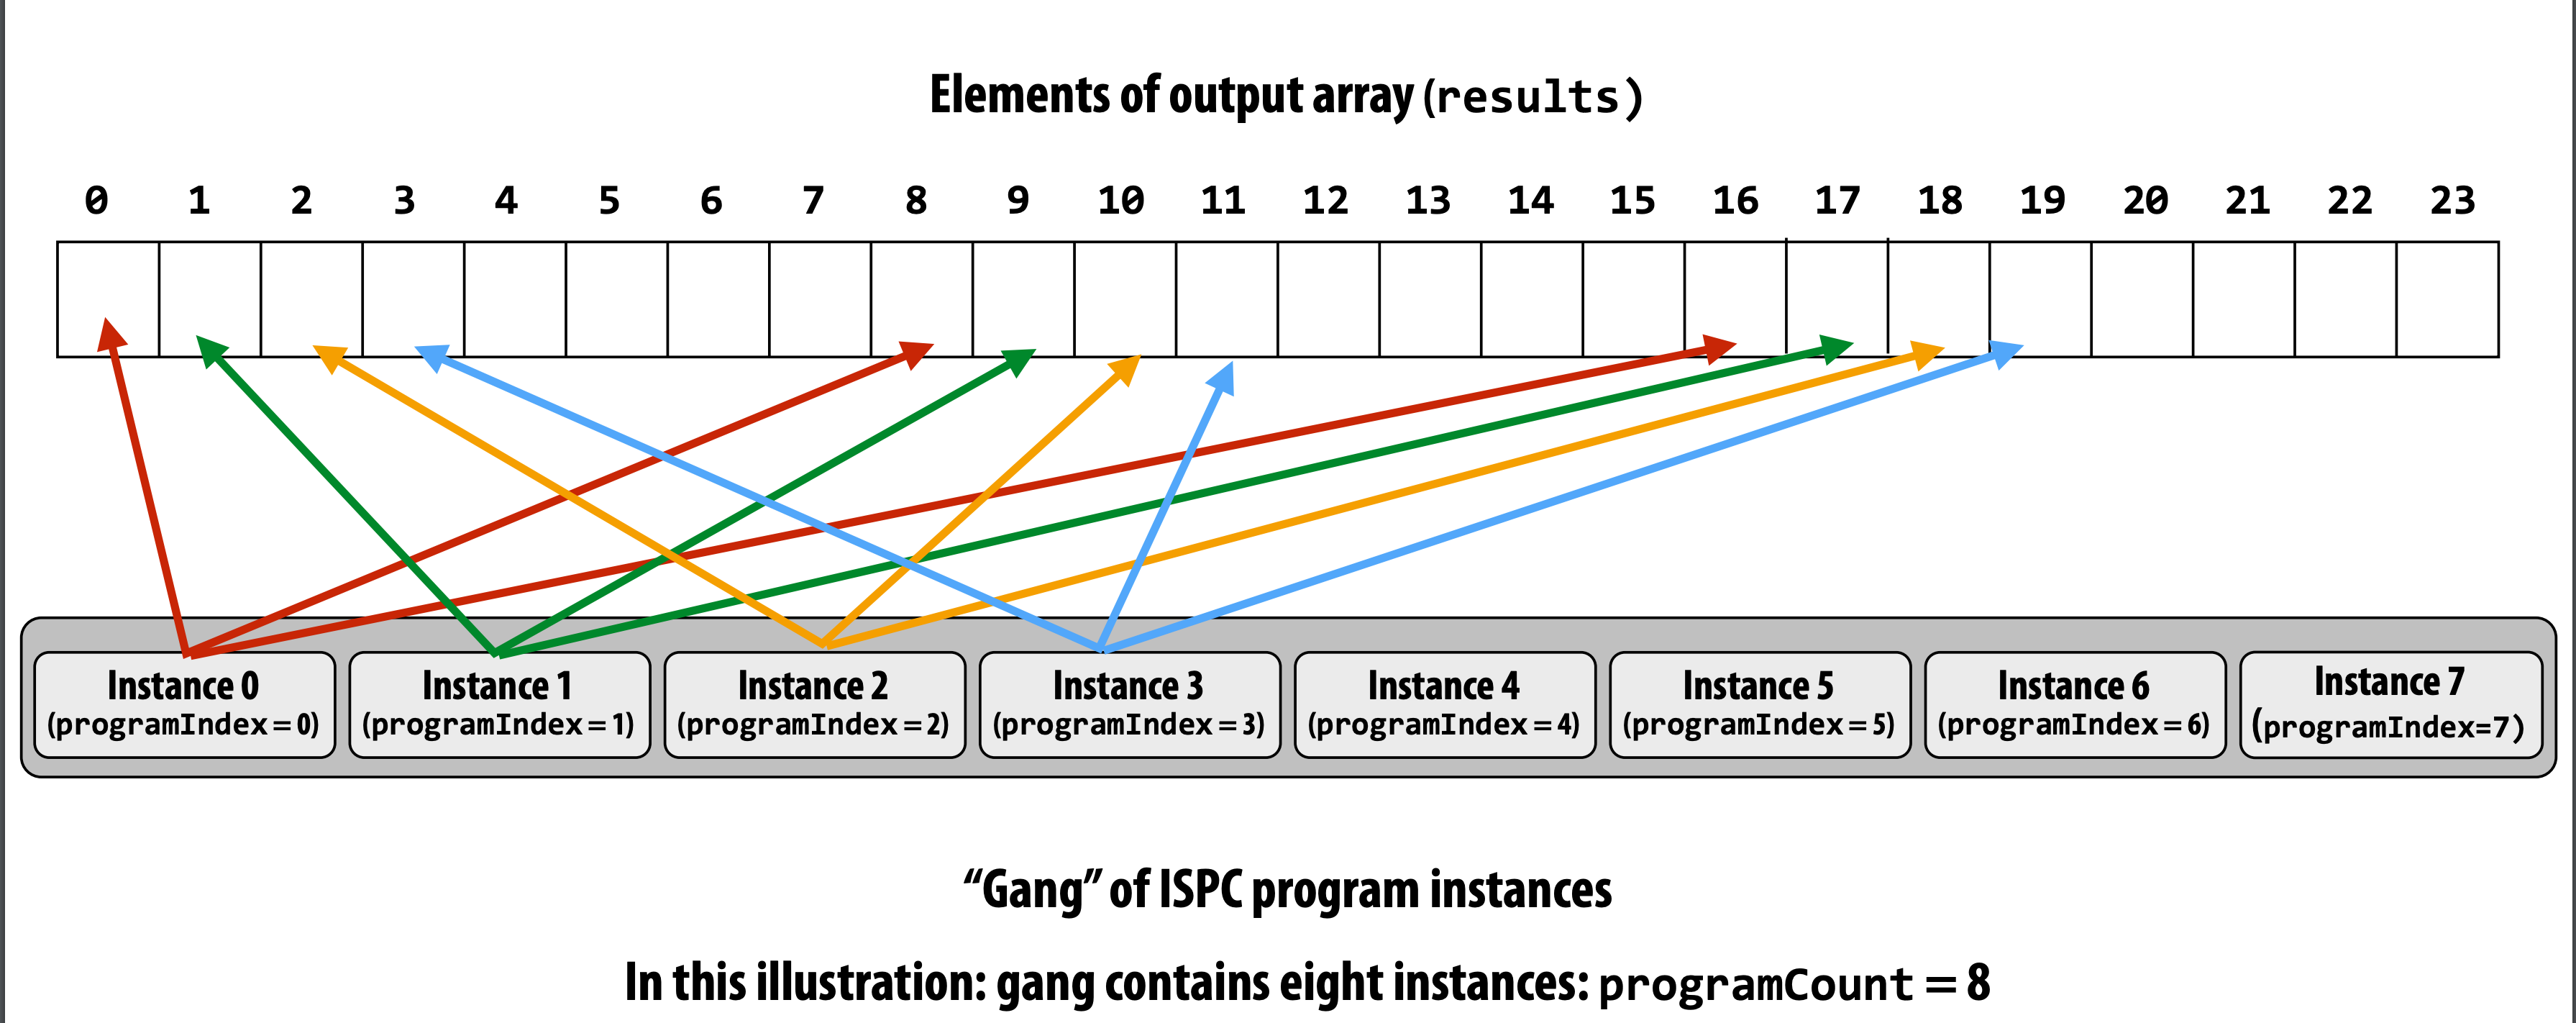 Elements of output array (results)
0 1 2 3 4 5 6 7 8 9 10 11 12 13 14 15 16 17 18 19 20 21 22 23
Instance 0
(programIndex = 0)
Instance 1
(programIndex = 1)
Instance 2
(programIndex = 2)
Instance 3
(programIndex = 3)
Instance 4
(programIndex = 4)
Instance 5
(programIndex = 5)
Instance 6
(programIndex = 6)
Instance 7
(programIndex=7)
“Gang” of ISPC program instances
In this illustration: gang contains eight instances: programCount = 8